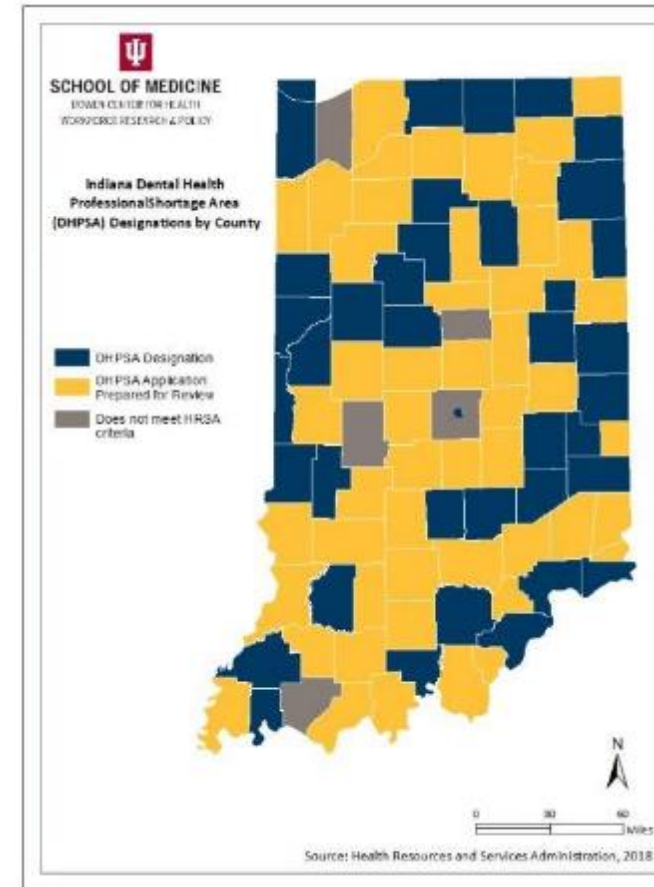 SCHOOL OF MEDICINE
BOWEN CENTER FOR HEALTH
WORKFORCE RESEARCH & POLICY
Indiana Dental Health
ProfessionalShortage Area
(DHPSA) Designations by County
DHPSA Designation
DHPSA Application
Prepared for Review
Does not meet HRSA
criteria
N
0 30 60
Miles
Source: Health Resources and Services Administration, 2018